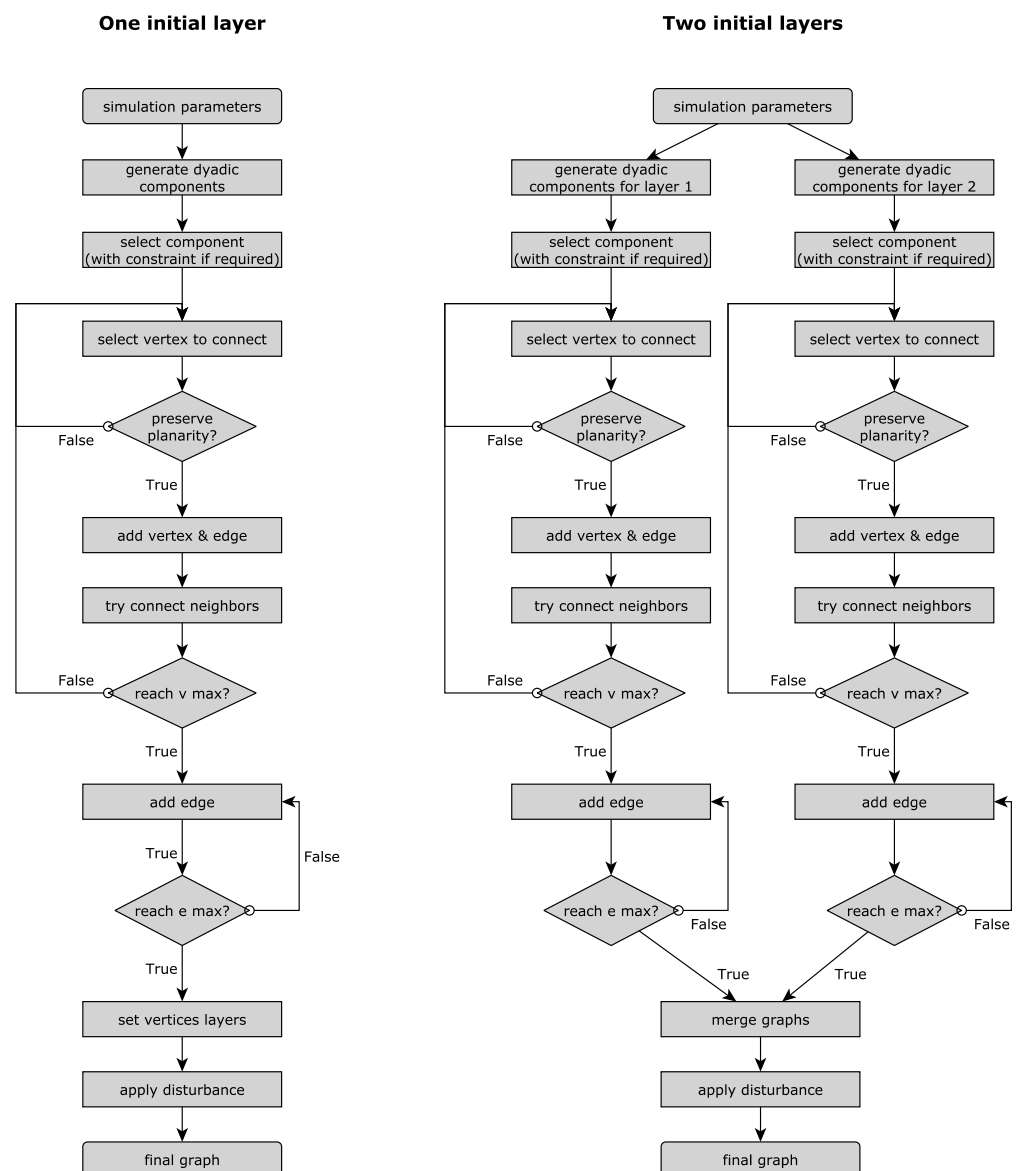 One initial layer
simulation parameters
generate dyadic
components
select component
(with constraint if required)
select vertex to connect
preserve
planarity?
False
True
add vertex & edge
try connect neighbors
False
reach v max?
True
add edge
True
False
reach e max?
True
set vertices layers
apply disturbance
final graph
Two initial layers
simulation parameters
generate dyadic
components for layer 1
select component
(with constraint if required)
select vertex to connect
preserve
planarity?
False
True
add vertex & edge
try connect neighbors
False
reach v max?
True
add edge
reach e max?
False
True
generate dyadic
components for layer 2
select component
(with constraint if required)
select vertex to connect
preserve
planarity?
False
True
add vertex & edge
try connect neighbors
False
reach v max?
True
add edge
reach e max?
False
True
merge graphs
apply disturbance
final graph